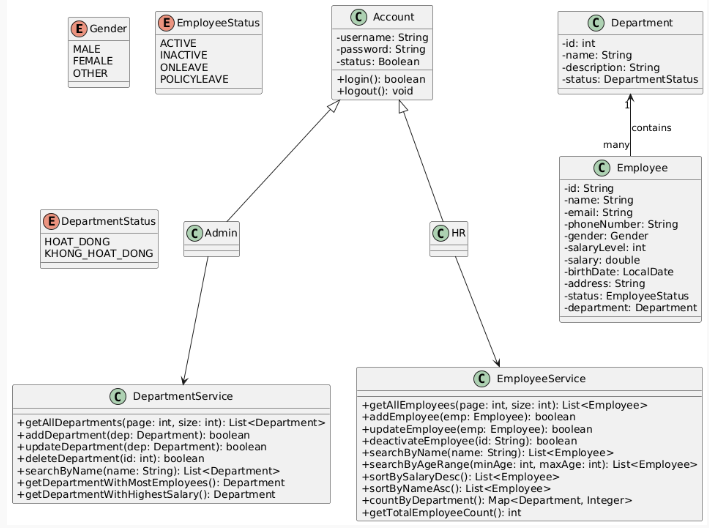 E Gender
MALE
FEMALE
OTHER
E EmployeeStatus
ACTIVE
INACTIVE
ONLEAVE
POLICYLEAVE
C Account
-username: String
-password: String
-status: Boolean
+login(): boolean
+logout(): void
C Department
-id: int
-name: String
-description: String
-status: DepartmentStatus
1
contains
many
C Employee
-id: String
-name: String
-email: String
-phoneNumber: String
-gender: Gender
-salaryLevel: int
-salary: double
-birthDate: LocalDate
-address: String
-status: EmployeeStatus
-department: Department
E DepartmentStatus
HOAT_DONG
KHONG_HOAT_DONG
C Admin
C HR
C DepartmentService
+getAllDepartments(page: int, size: int): List<Department>
+addDepartment(dep: Department): boolean
+updateDepartment(dep: Department): boolean
+deleteDepartment(id: int): boolean
+searchByName(name: String): List<Department>
+getDepartmentWithMostEmployees(): Department
+getDepartmentWithHighestSalary(): Department
C EmployeeService
+getAllEmployees(page: int, size: int): List<Employee>
+addEmployee(emp: Employee): boolean
+updateEmployee(emp: Employee): boolean
+deactivateEmployee(id: String): boolean
+searchByName(name: String): List<Employee>
+searchByAgeRange(minAge: int, maxAge: int): List<Employee>
+sortBySalaryDesc(): List<Employee>
+sortByNameAsc(): List<Employee>
+countByDepartment(): Map<Department, Integer>
+getTotalEmployeeCount(): int